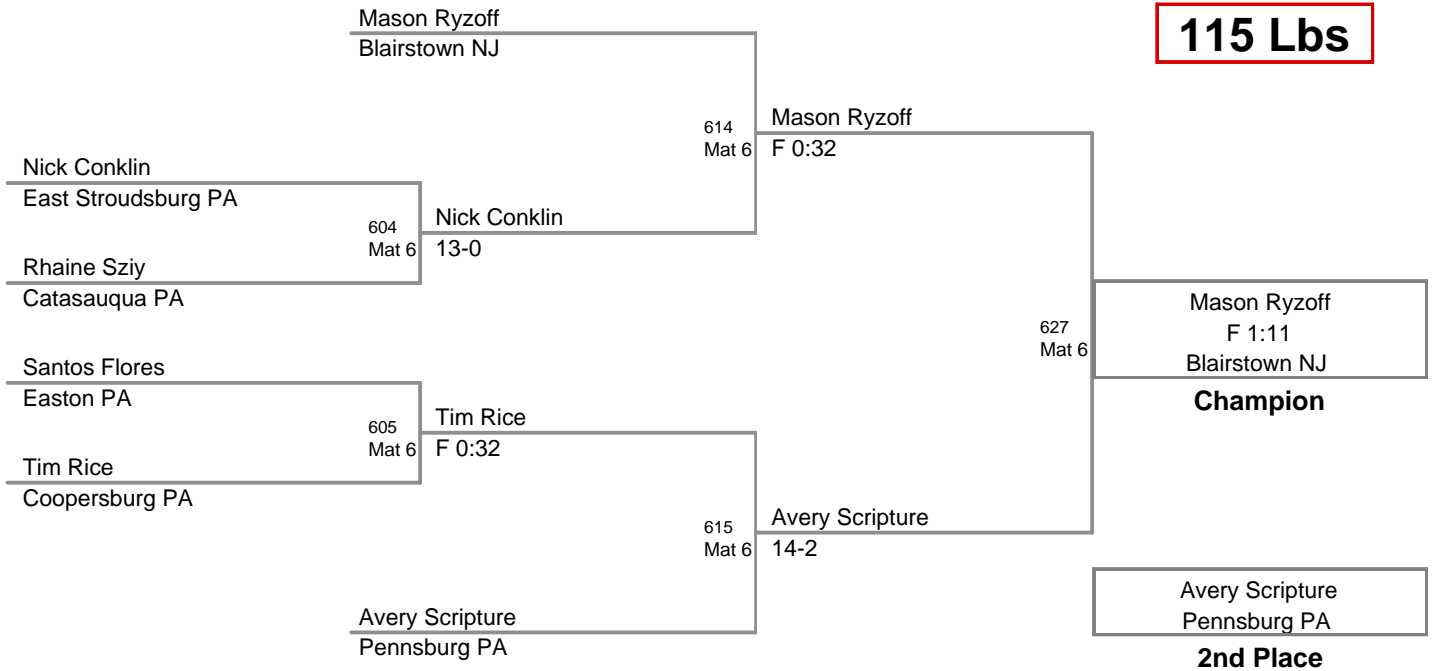 Mason Ryzoff
Blairstown NJ
115 Lbs
614
Mat 6
Mason Ryzoff
F 0:32
Nick Conklin
East Stroudsburg PA
604
Mat 6
Nick Conklin
13-0
Rhaine Sziy
Catasauqua PA
627
Mat 6
Mason Ryzoff
F 1:11
Blairstown NJ
Champion
Santos Flores
Easton PA
605
Mat 6
Tim Rice
F 0:32
Tim Rice
Coopersburg PA
615
Mat 6
Avery Scripture
14-2
Avery Scripture
Pennsburg PA
Avery Scripture
Pennsburg PA
2nd Place